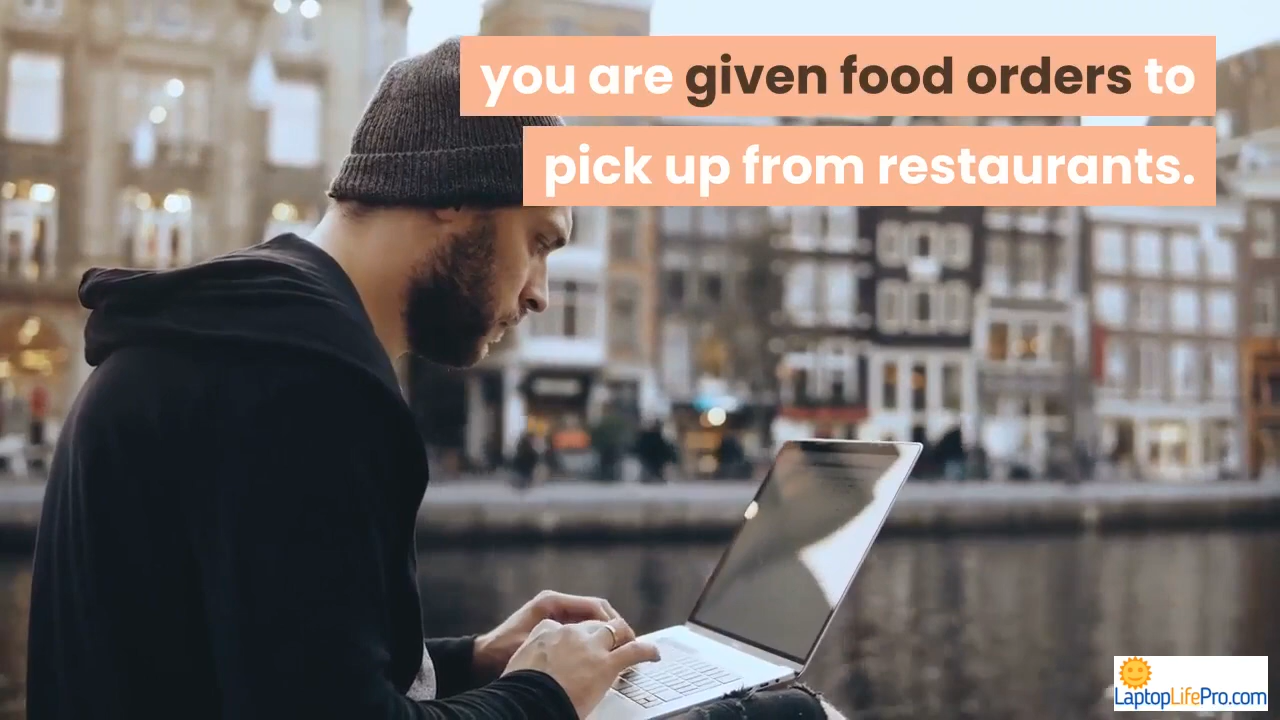 you are given food orders to
pick up from restaurants.
LaptopLifePro.com